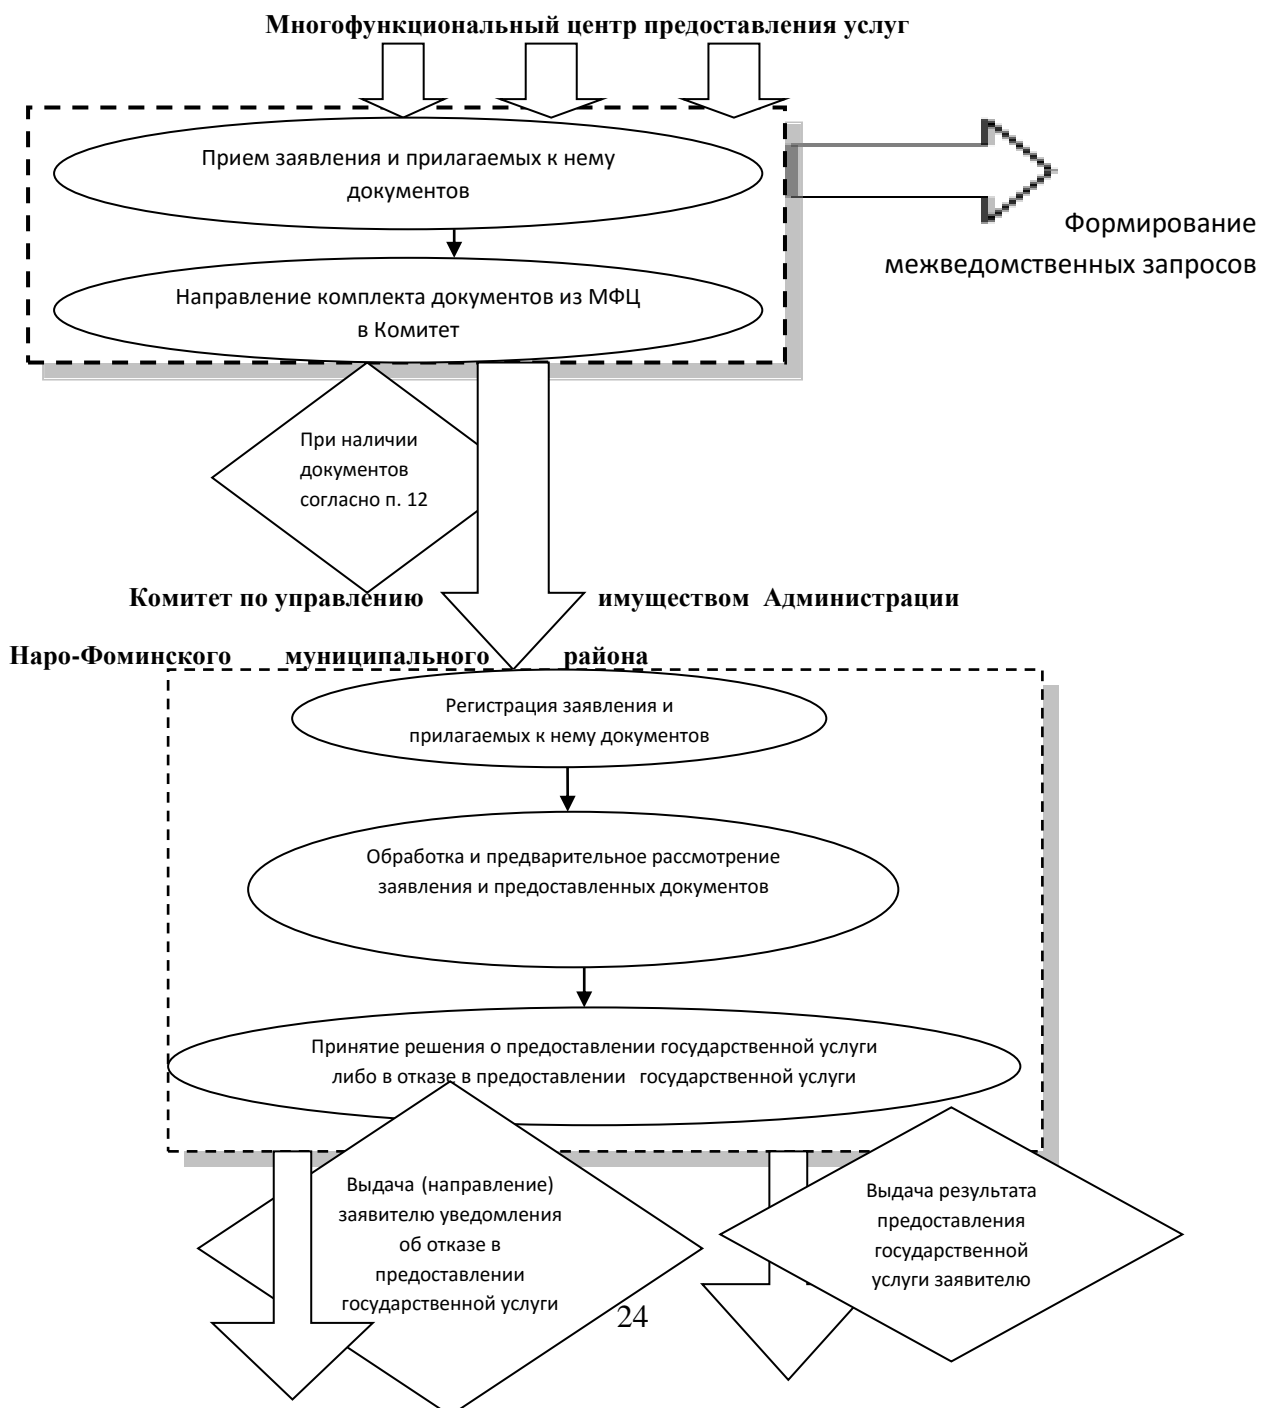 Многофункциональный центр предоставления услуг
Прием заявления и прилагаемых к нему
документов
Формирование
межведомственных запросов
Направление комплекта документов из МФЦ
в Комитет
При наличии
документов
согласно п. 12
Комитет по управлению имуществом Администрации
Наро-Фоминского муниципального района
Регистрация заявления и
прилагаемых к нему документов
Обработка и предварительное рассмотрение
заявления и предоставленных документов
Принятие решения о предоставлении государственной услуги
либо в отказе в предоставлении государственной услуги
Выдача (направление)
заявителю уведомления
об отказе в
предоставлении
государственной услуги
Выдача результата
предоставления
государственной
услуги заявителю
24